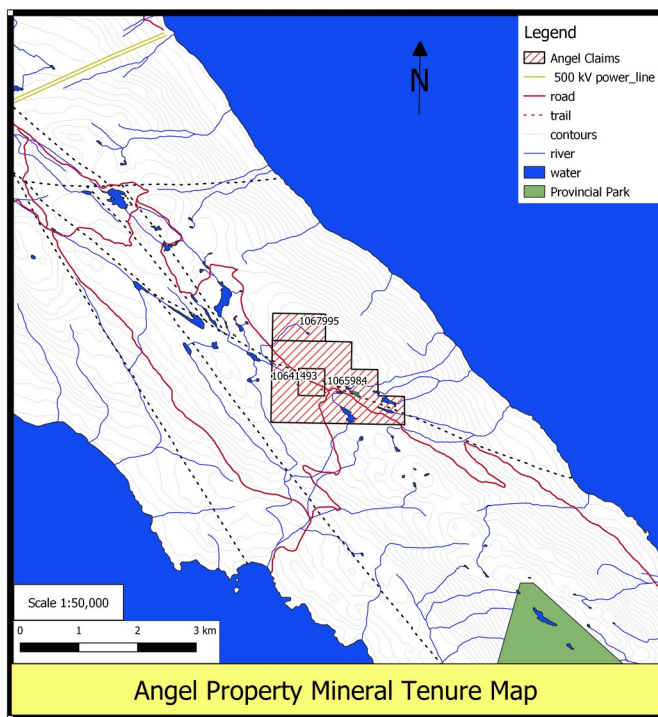 Legend
Angel Claims
500 kV power_line
road
trail
contours
river
water
Provincial Park
N
1067995
10641493
1065984
Scale 1:50,000
0 1 2 3 km
Angel Property Mineral Tenure Map